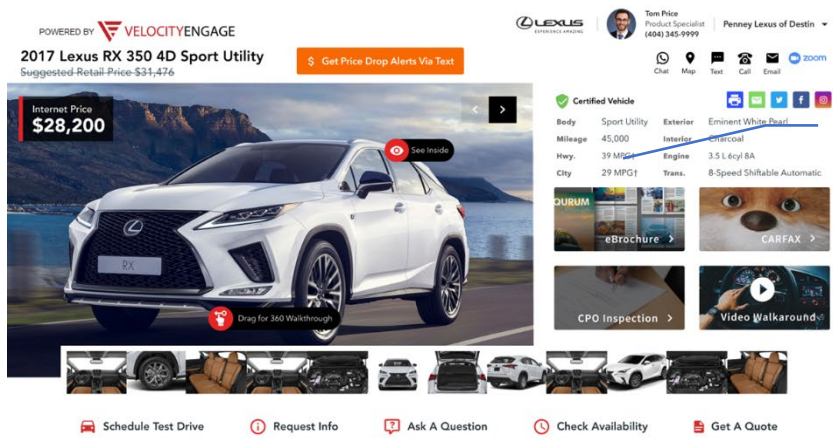 POWERED BY VELOCITYENGAGE
LEXUS
EXPERIENCE AMAZING
Tom Price
Product Specialist
(404) 345-9999
Penney Lexus of Destin
2017 Lexus RX 350 4D Sport Utility
Suggested Retail Price $31,476
$ Get Price Drop Alerts Via Text
Chat Map Text Call Email
zoom
Internet Price
$28,200
See Inside
RX
Drag for 360 Walkthrough
Certified Vehicle
Body Sport Utility Exterior Eminent White Pearl
Mileage 45,000 Interior Charcoal
Hwy. 39 MPG† Engine 3.5 L 6cyl 8A
City 29 MPG† Trans. 8-Speed Shiftable Automatic
QURUM
eBrochure
CARFAX
CPO Inspection
Video Walkaround
Schedule Test Drive
Request Info
Ask A Question
Check Availability
Get A Quote